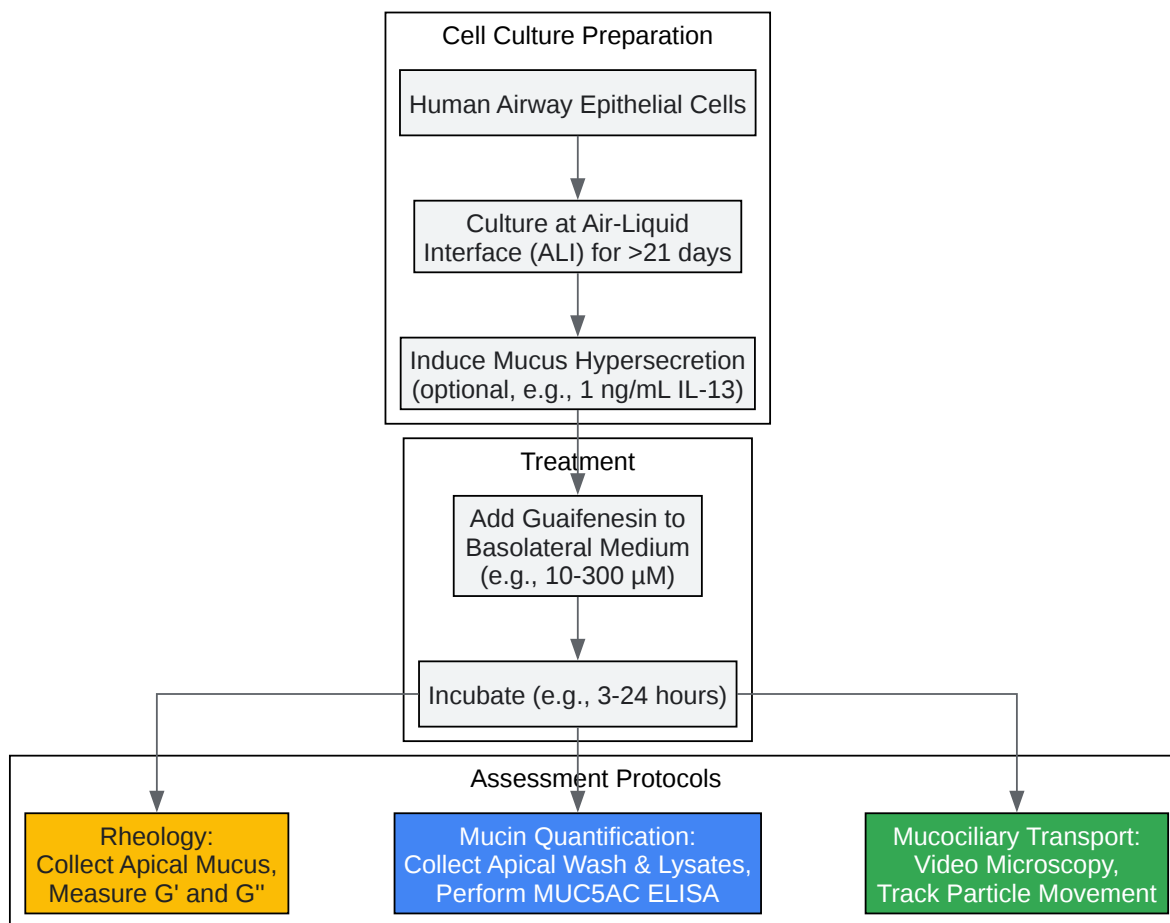 Cell Culture Preparation
Human Airway Epithelial Cells
Culture at Air-Liquid
Interface (ALI) for >21 days
Induce Mucus Hypersecretion
(optional, e.g., 1 ng/mL IL-13)
Treatment
Add Guaifenesin to
Basolateral Medium
(e.g., 10-300 µM)
Incubate (e.g., 3-24 hours)
Assessment Protocols
Rheology:
Collect Apical Mucus,
Measure G' and G''
Mucin Quantification:
Collect Apical Wash & Lysates,
Perform MUC5AC ELISA
Mucociliary Transport:
Video Microscopy,
Track Particle Movement